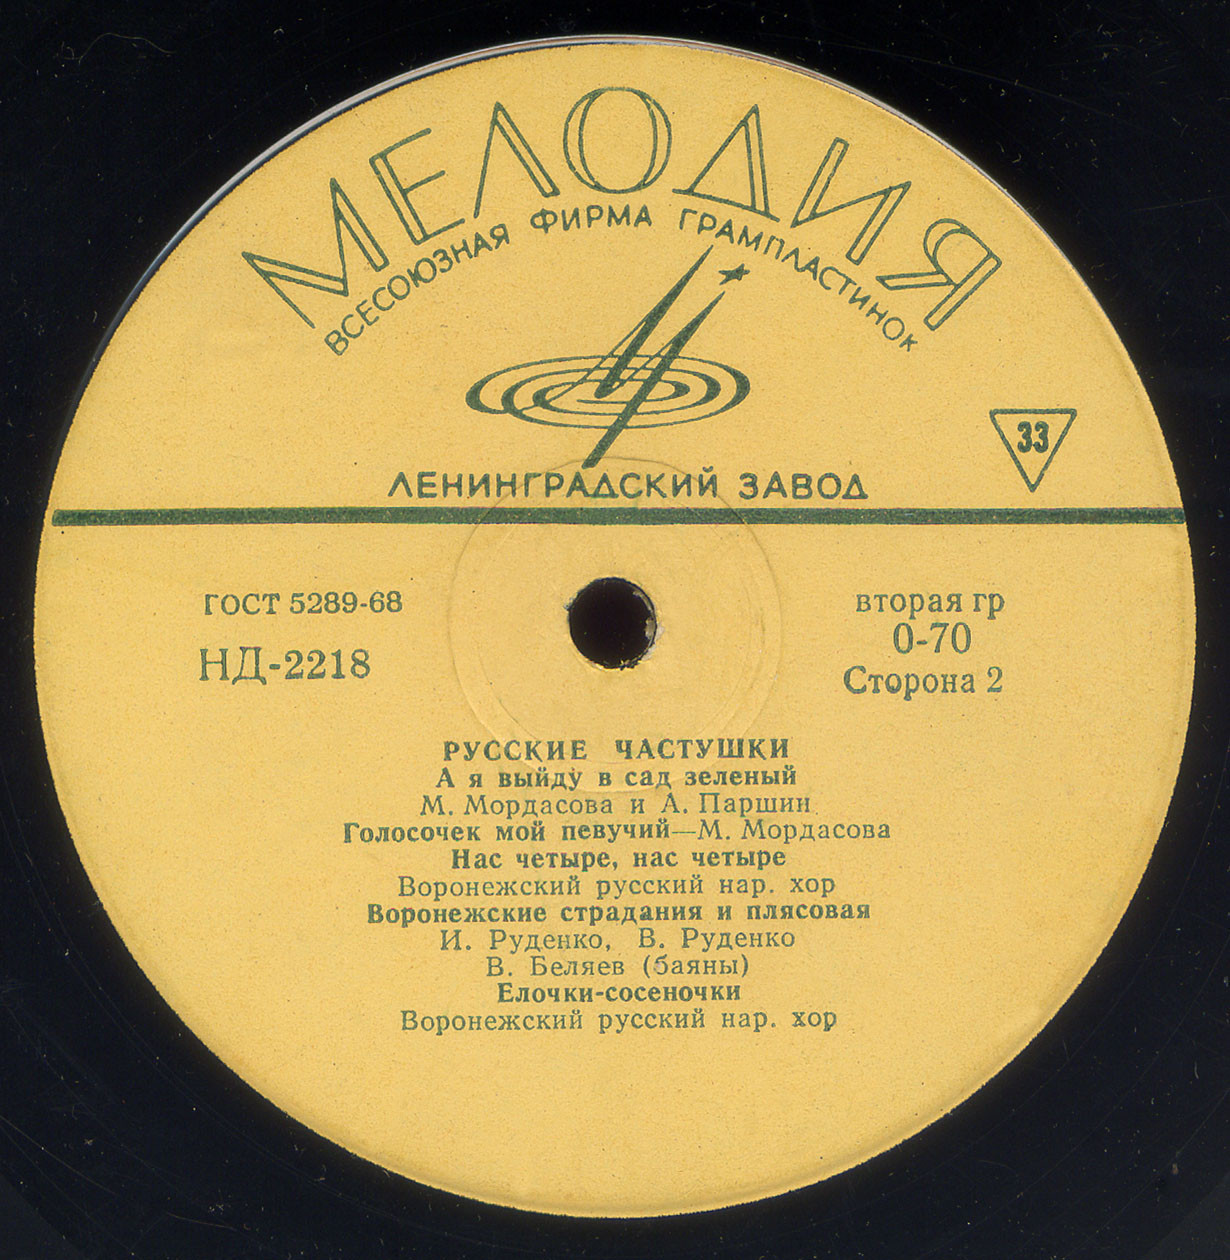 МЕЛОДИЯ
ВСЕСОЮЗНАЯ ФИРМА ГРАМПЛАСТИНОК
33
ЛЕНИНГРАДСКИЙ ЗАВОД
ГОСТ 5289-68
НД-2218
вторая гр
0-70
Сторона 2
РУССКИЕ ЧАСТУШКИ
А я выйду в сад зеленый
М. Мордасова и А. Паршин
Голосочек мой певучий—М. Мордасова
Нас четыре, нас четыре
Воронежский русский нар. хор
Воронежские страдания и плясовая
И. Руденко, В. Руденко
В. Беляев (баяны)
Елочки-сосеночки
Воронежский русский нар. хор